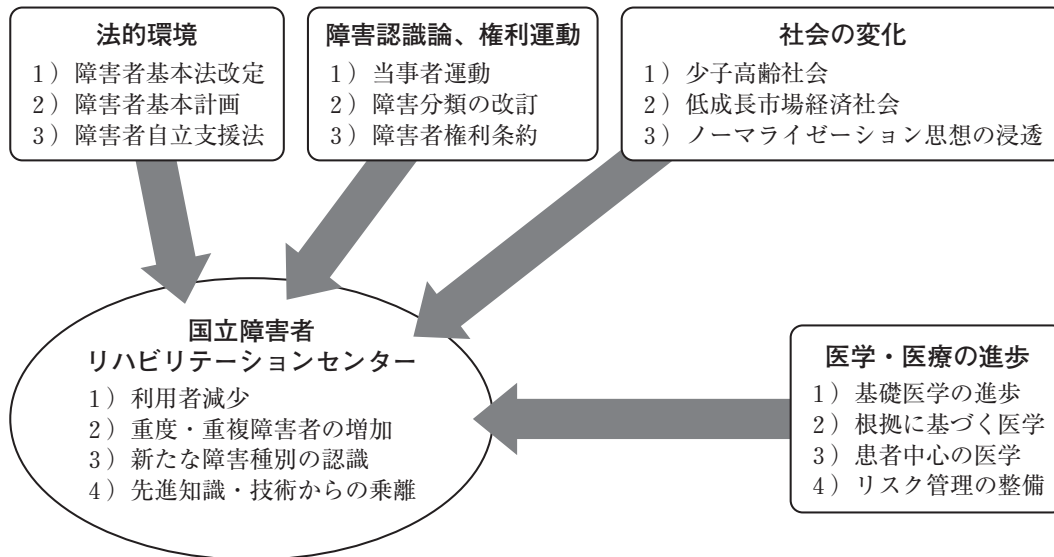 法的環境
1）障害者基本法改定
2）障害者基本計画
3）障害者自立支援法
障害認識論、権利運動
1）当事者運動
2）障害分類の改訂
3）障害者権利条約
社会の変化
1）少子高齢社会
2）低成長市場経済社会
3）ノーマライゼーション思想の浸透
国立障害者
リハビリテーションセンター
1）利用者減少
2）重度・重複障害者の増加
3）新たな障害種別の認識
4）先進知識・技術からの乖離
医学・医療の進歩
1）基礎医学の進歩
2）根拠に基づく医学
3）患者中心の医学
4）リスク管理の整備